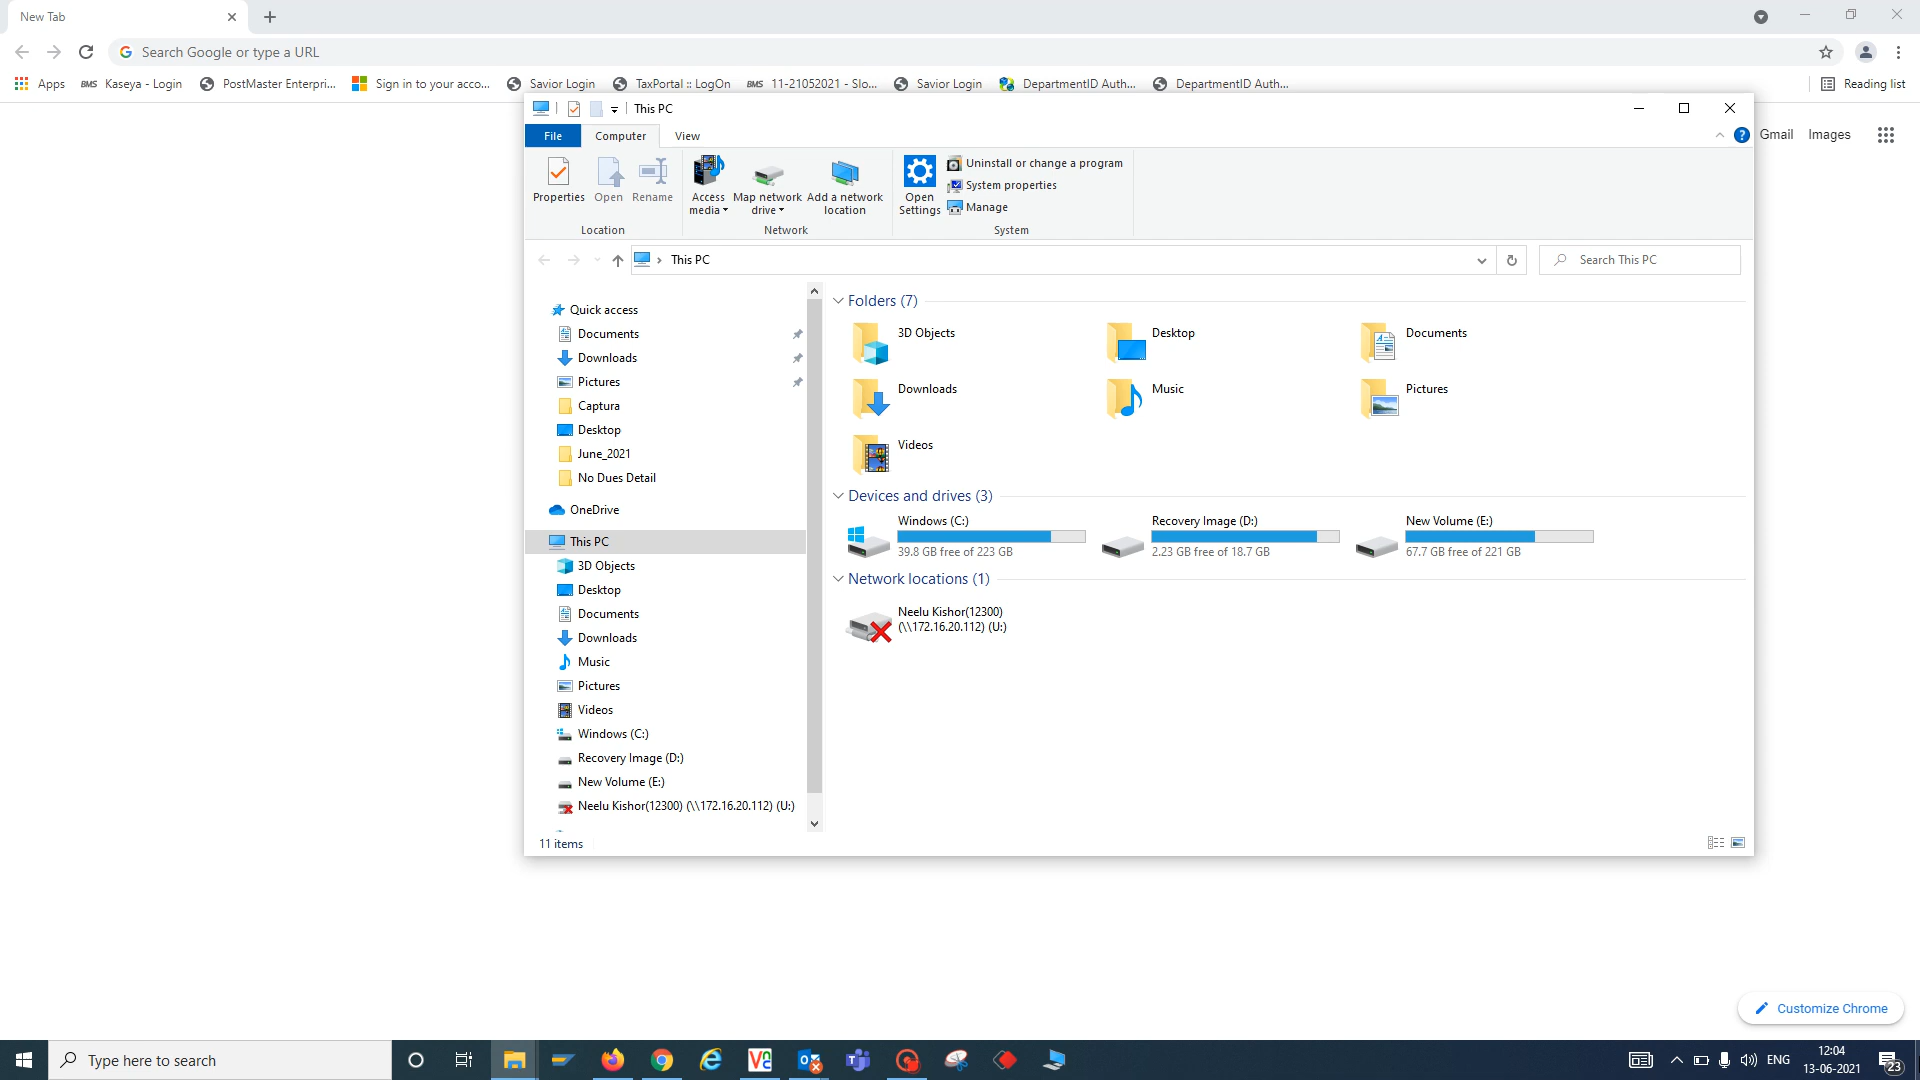 New Tab
Search Google or type a URL
Apps
BMS Kaseya - Login
PostMaster Enterpri...
Sign in to your acco...
Savior Login
TaxPortal :: LogOn
BMS 11-21052021 - Slo...
Savior Login
DepartmentID Auth...
DepartmentID Auth...
Reading list
Gmail Images
This PC
File Computer View
Properties
Open
Rename
Access media
Map network drive
Add a network location
Open Settings
Uninstall or change a program
System properties
Manage
Location
Network
System
This PC
Search This PC
Quick access
Documents
Downloads
Pictures
Captura
Desktop
June_2021
No Dues Detail
OneDrive
This PC
3D Objects
Desktop
Documents
Downloads
Music
Pictures
Videos
Windows (C:)
Recovery Image (D:)
New Volume (E:)
Neelu Kishor(12300) (\\172.16.20.112) (U:)
Folders (7)
3D Objects
Desktop
Documents
Downloads
Music
Pictures
Videos
Devices and drives (3)
Windows (C:)
39.8 GB free of 223 GB
Recovery Image (D:)
2.23 GB free of 18.7 GB
New Volume (E:)
67.7 GB free of 221 GB
Network locations (1)
Neelu Kishor(12300)
(\\172.16.20.112) (U:)
11 items
Customize Chrome
Type here to search
ENG
12:04
13-06-2021
23